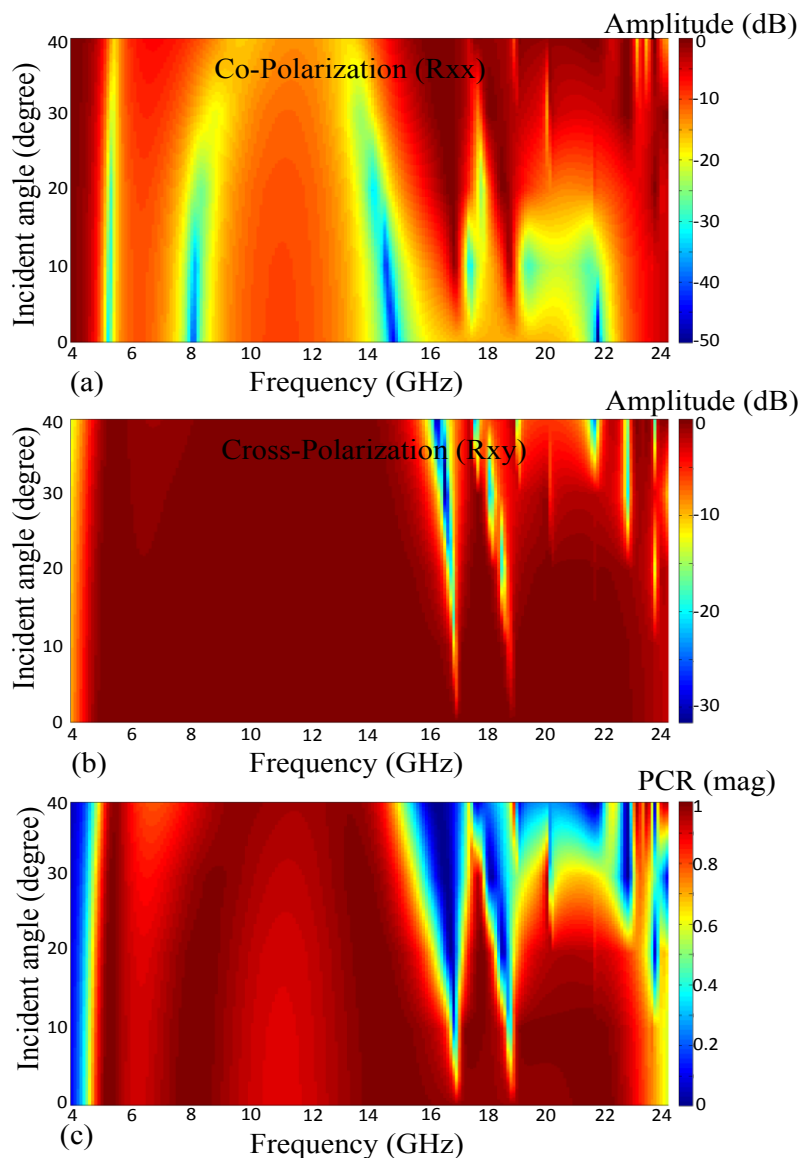 Amplitude (dB)
Co-Polarization (Rxx)
Incident angle (degree)
40
30
20
10
0
0
-10
-20
-30
-40
-50
4 6 8 10 12 14 16 18 20 22 24
(a)
Frequency (GHz)
Amplitude (dB)
Cross-Polarization (Rxy)
Incident angle (degree)
40
30
20
10
0
0
-10
-20
-30
4 6 8 10 12 14 16 18 20 22 24
(b)
Frequency (GHz)
PCR (mag)
Incident angle (degree)
40
30
20
10
0
1
0.8
0.6
0.4
0.2
0
4 6 8 10 12 14 16 18 20 22 24
(c)
Frequency (GHz)